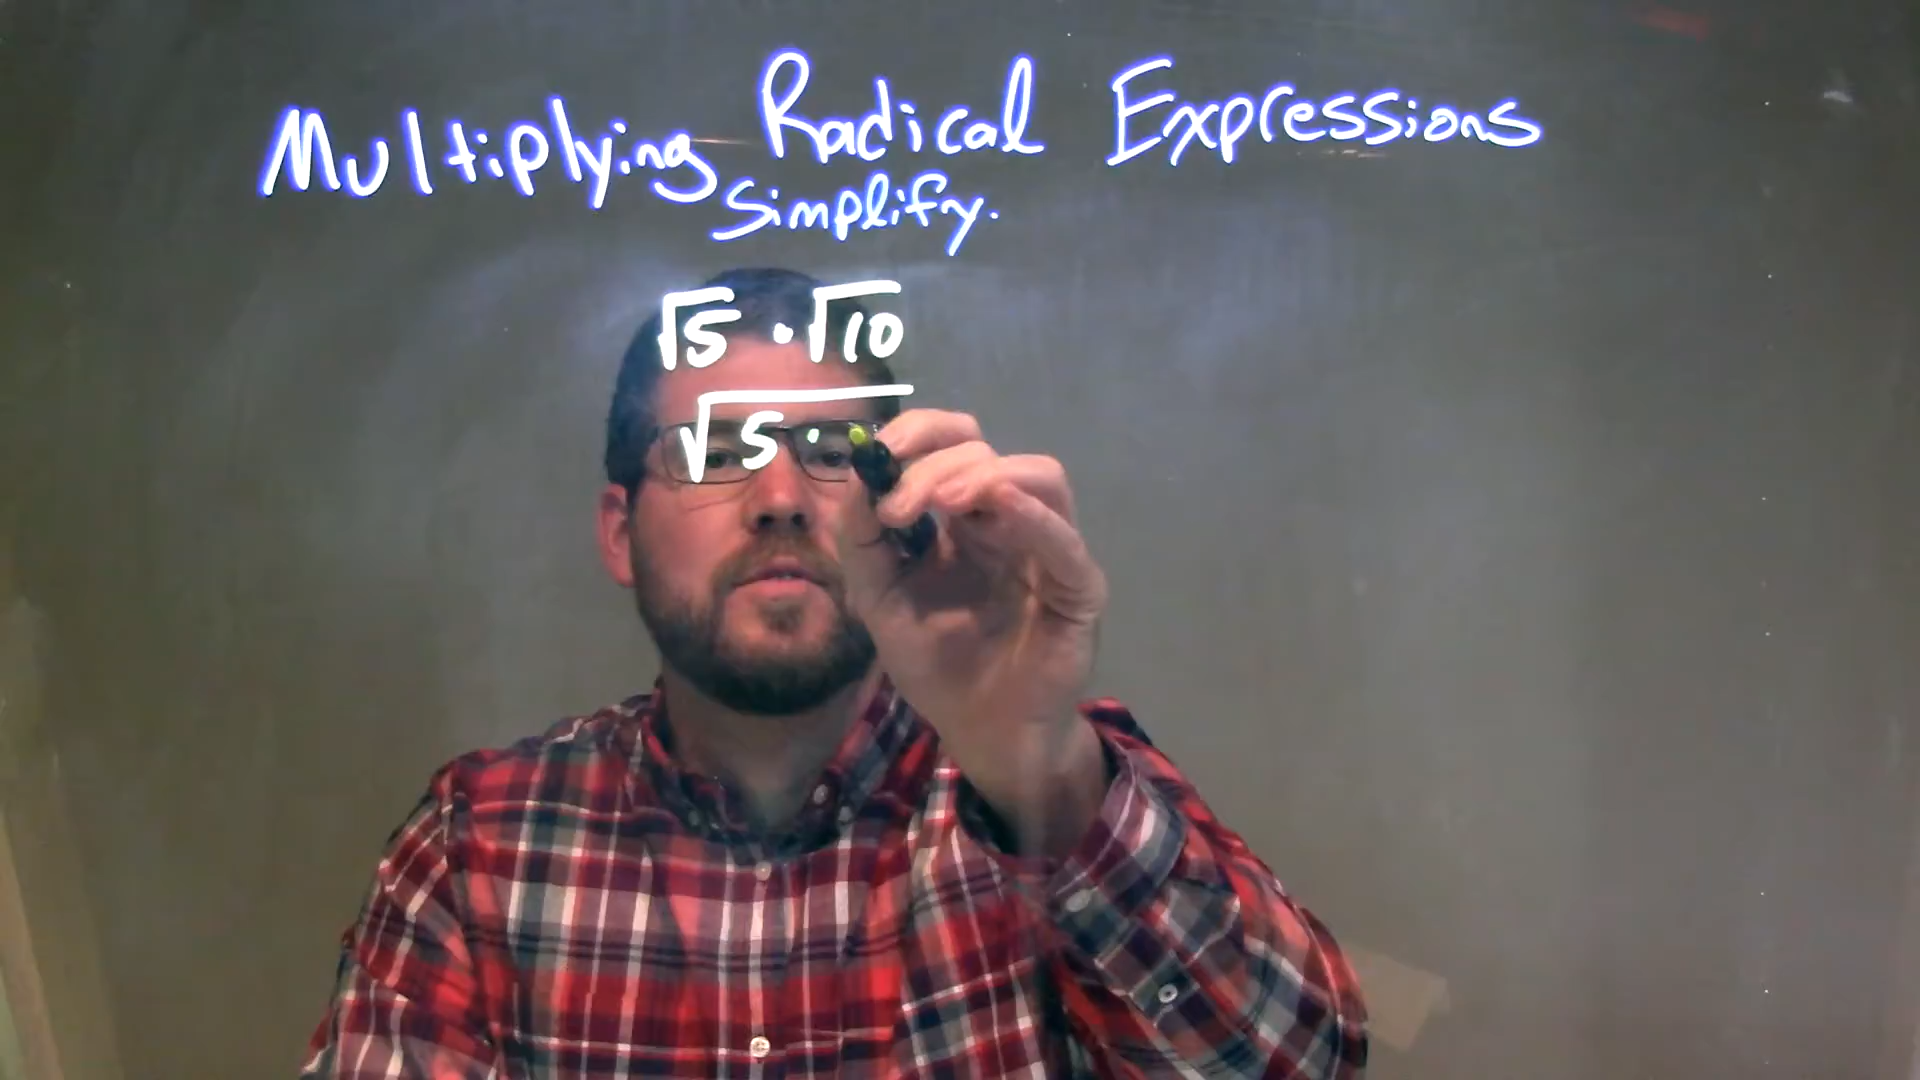 Multiplying Radical Expressions
Simplify.
√5 · √10
√5 ·